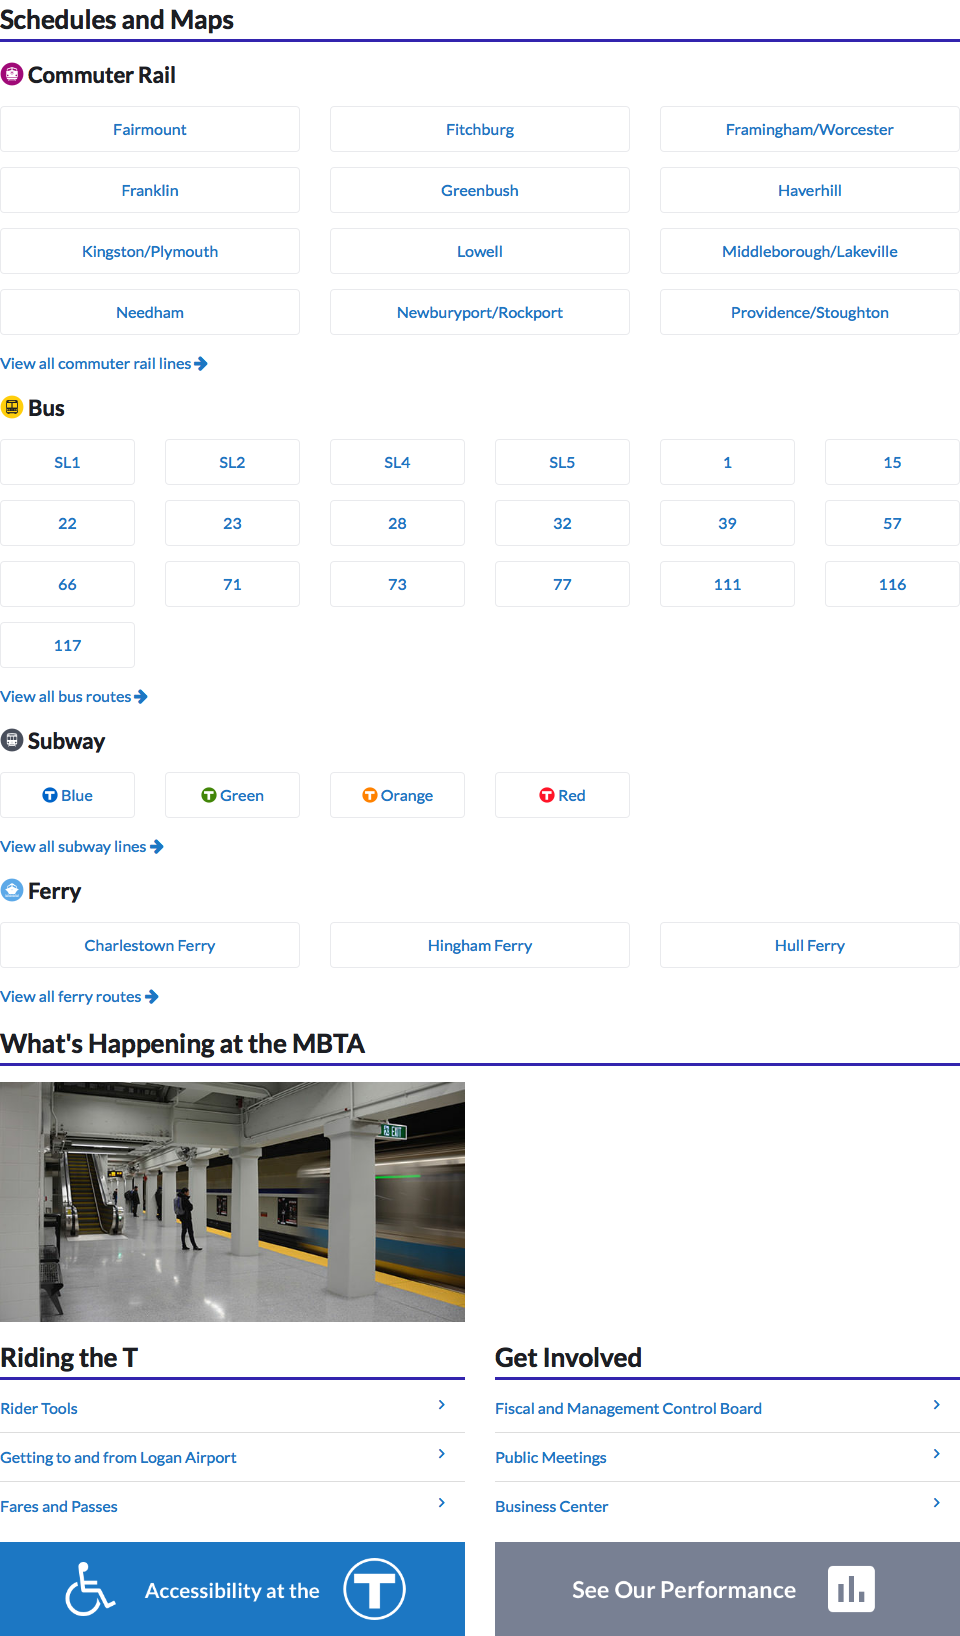 Schedules and Maps
Commuter Rail
Fairmount
Fitchburg
Framingham/Worcester
Franklin
Greenbush
Haverhill
Kingston/Plymouth
Lowell
Middleborough/Lakeville
Needham
Newburyport/Rockport
Providence/Stoughton
View all commuter rail lines
Bus
SL1
SL2
SL4
SL5
1
15
22
23
28
32
39
57
66
71
73
77
111
116
117
View all bus routes
Subway
T Blue
T Green
T Orange
T Red
View all subway lines
Ferry
Charlestown Ferry
Hingham Ferry
Hull Ferry
View all ferry routes
What's Happening at the MBTA
EXIT
Riding the T
Rider Tools
Getting to and from Logan Airport
Fares and Passes
Get Involved
Fiscal and Management Control Board
Public Meetings
Business Center
Accessibility at the T
See Our Performance